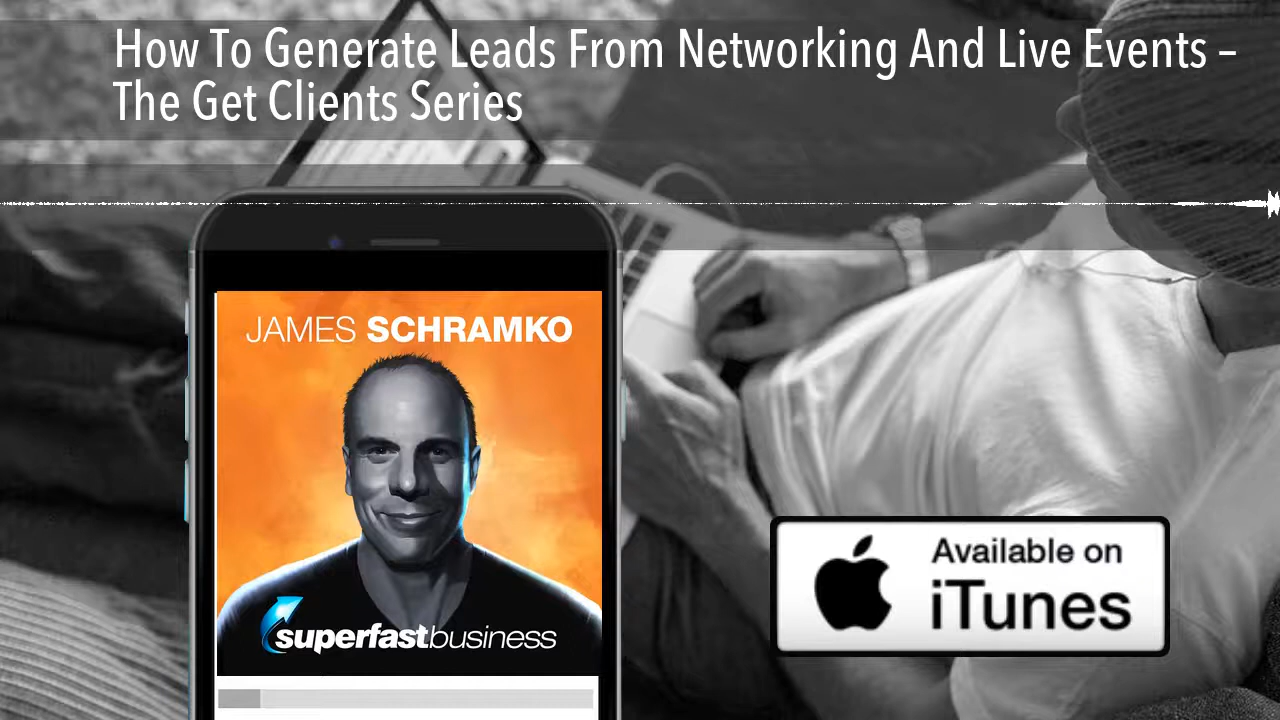 How To Generate Leads From Networking And Live Events –
The Get Clients Series
JAMES SCHRAMKO
superfastbusiness
Available on
iTunes